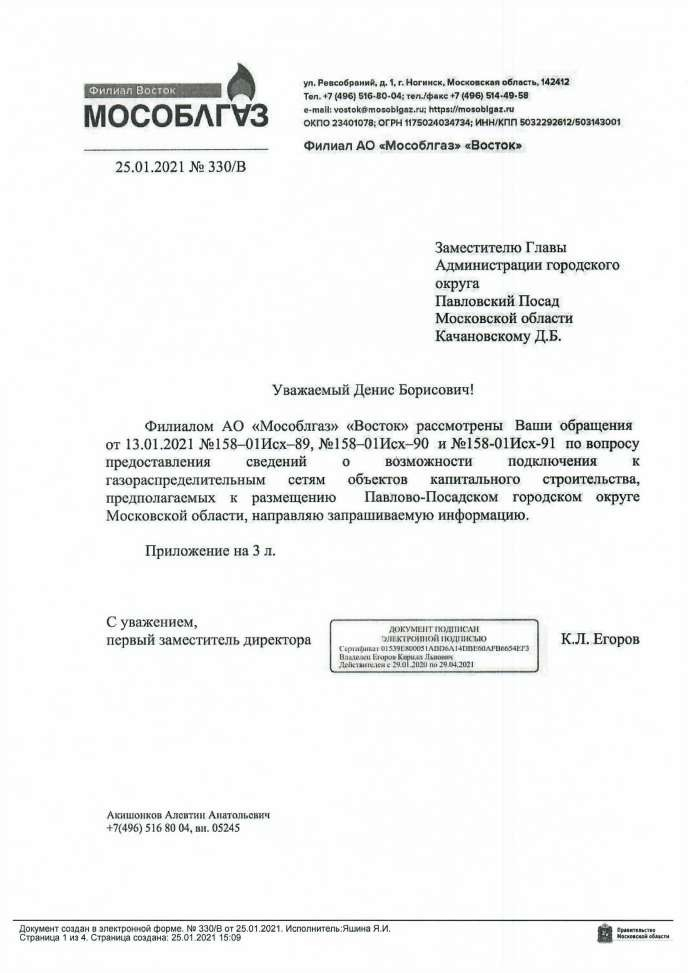 Филиал Восток
МОСОБЛГАЗ
ул. Ревсобраний, д. 1, г. Ногинск, Московская область, 142412
Тел. +7 (496) 516-80-04; тел./факс +7 (496) 514-49-58
e-mail: vostok@mosoblgaz.ru; https://mosoblgaz.ru
ОКПО 23401078; ОГРН 1175024034734; ИНН/КПП 5032292612/503143001
Филиал АО «Мособлгаз» «Восток»
25.01.2021 № 330/В
Заместителю Главы
Администрации городского
округа
Павловский Посад
Московской области
Качановскому Д.Б.
Уважаемый Денис Борисович!
Филиалом АО «Мособлгаз» «Восток» рассмотрены Ваши обращения
от 13.01.2021 №158–01Исх–89, №158–01Исх–90 и №158-01Исх-91 по вопросу
предоставления сведений о возможности подключения к
газораспределительным сетям объектов капитального строительства,
предполагаемых к размещению Павлово-Посадском городском округе
Московской области, направляю запрашиваемую информацию.
Приложение на 3 л.
С уважением,
первый заместитель директора
ДОКУМЕНТ ПОДПИСАН
ЭЛЕКТРОННОЙ ПОДПИСЬЮ
Сертификат 01539E800051ABD6A14DBE60AFB6654EF3
Владелец Егоров Кирилл Львович
Действителен с 29.01.2020 по 29.04.2021
К.Л. Егоров
Акишонков Алевтин Анатольевич
+7(496) 516 80 04, вн. 05245
Документ создан в электронной форме. № 330/В от 25.01.2021. Исполнитель:Яшина Я.И.
Страница 1 из 4. Страница создана: 25.01.2021 15:09
Правительство
Московской области